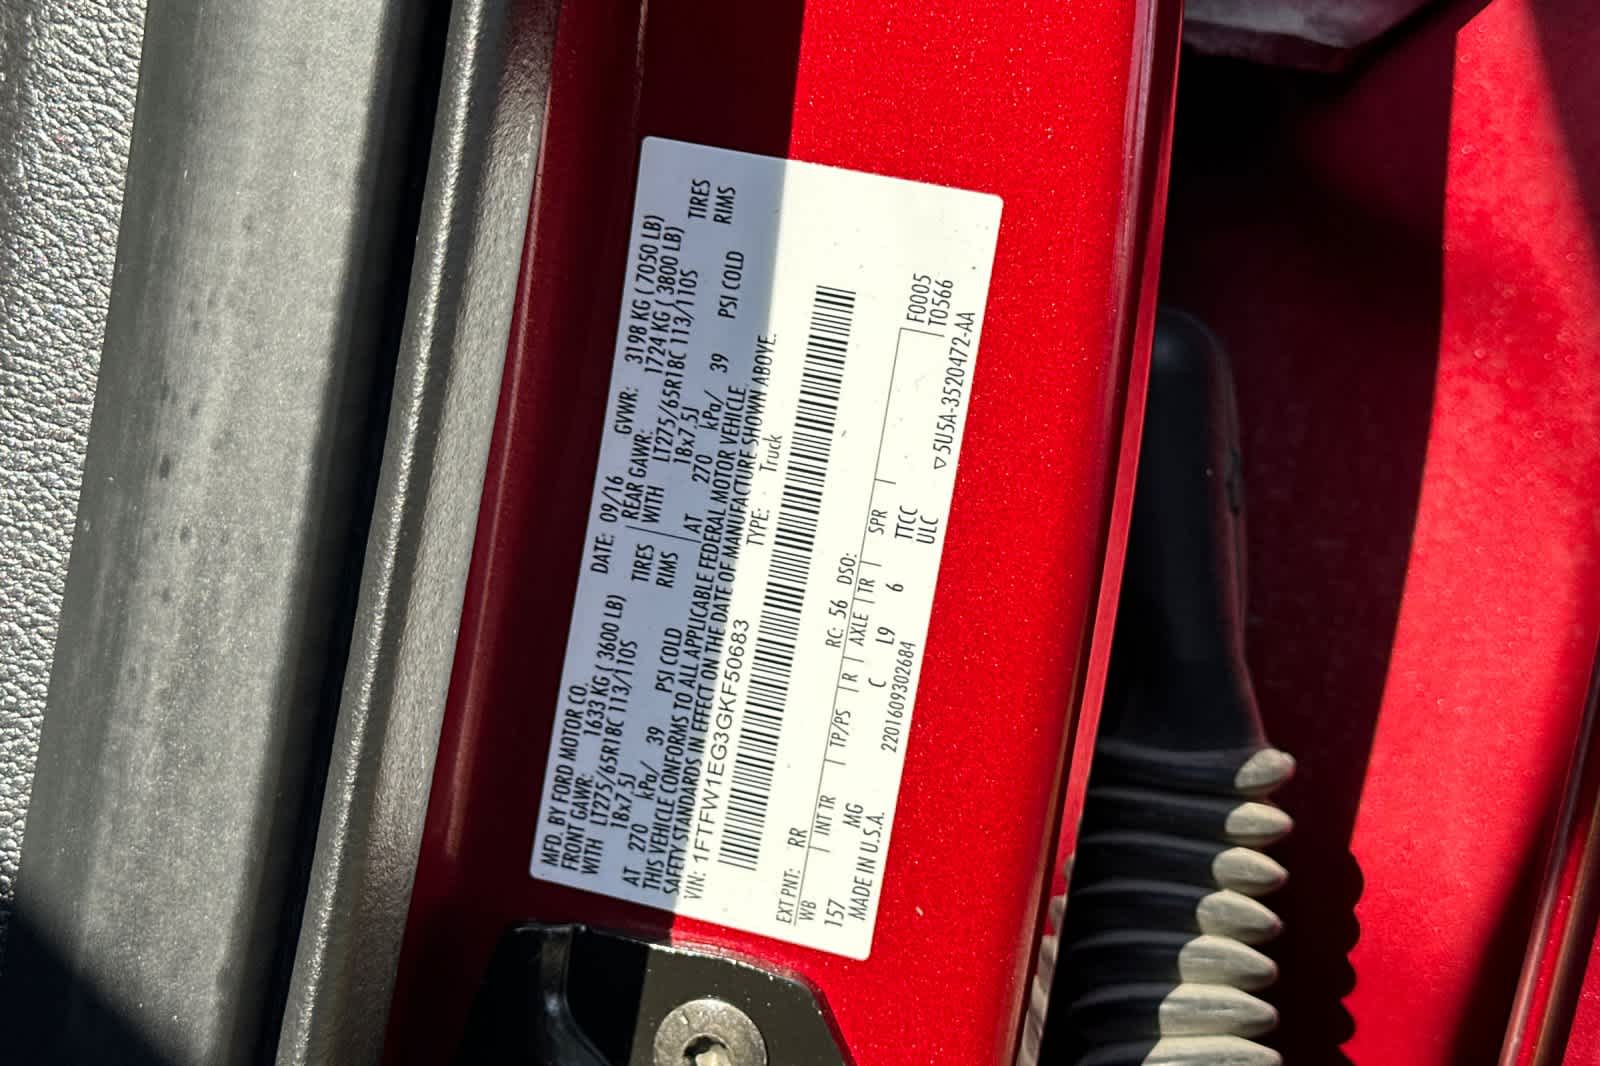 MFD. BY FORD MOTOR CO. DATE: 09/16 GVWR: 3198 KG ( 7050 LB)
FRONT GAWR: 1633 KG ( 3600 LB) REAR GAWR: 1724 KG ( 3800 LB)
WITH LT275/65R18C 113/110S TIRES WITH LT275/65R18C 113/110S TIRES
18x7.5J RIMS 18x7.5J RIMS
AT 270 kPa/ 39 PSI COLD AT 270 kPa/ 39 PSI COLD
THIS VEHICLE CONFORMS TO ALL APPLICABLE FEDERAL MOTOR VEHICLE
SAFETY STANDARDS IN EFFECT ON THE DATE OF MANUFACTURE SHOWN ABOVE.
VIN: 1FTFW1EG3GKF50683 TYPE: Truck
EXT PNT: RR RC: 56 DSO: F0005
WB INT TR TP/PS R AXLE TR SPR T0566
157 MG C L9 6 TTCC ▽5U5A-3520472-AA
MADE IN U.S.A. 2201609302684 ULC